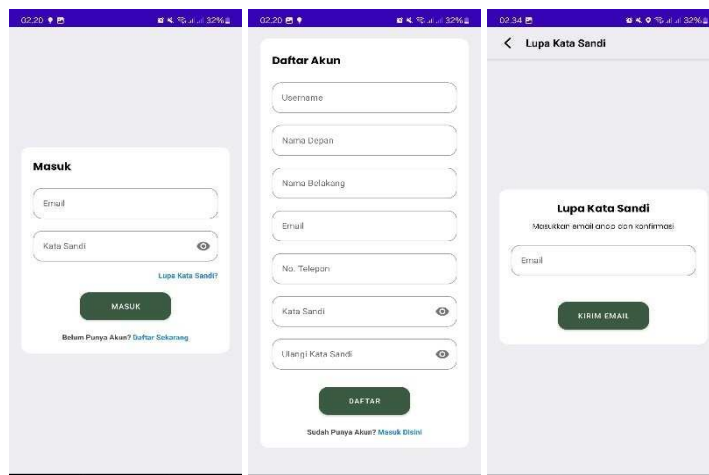 02.20
32%
Masuk
Email
Kata Sandi
Lupa Kata Sandi?
MASUK
Belum Punya Akun? Daftar Sekarang
02.20
32%
Daftar Akun
Username
Nama Depan
Nama Belakang
Email
No. Telepon
Kata Sandi
Ulangi Kata Sandi
DAFTAR
Sudah Punya Akun? Masuk Disini
02.34
32%
Lupa Kata Sandi
Lupa Kata Sandi
Masukkan email anda dan konfirmasi
Email
KIRIM EMAIL